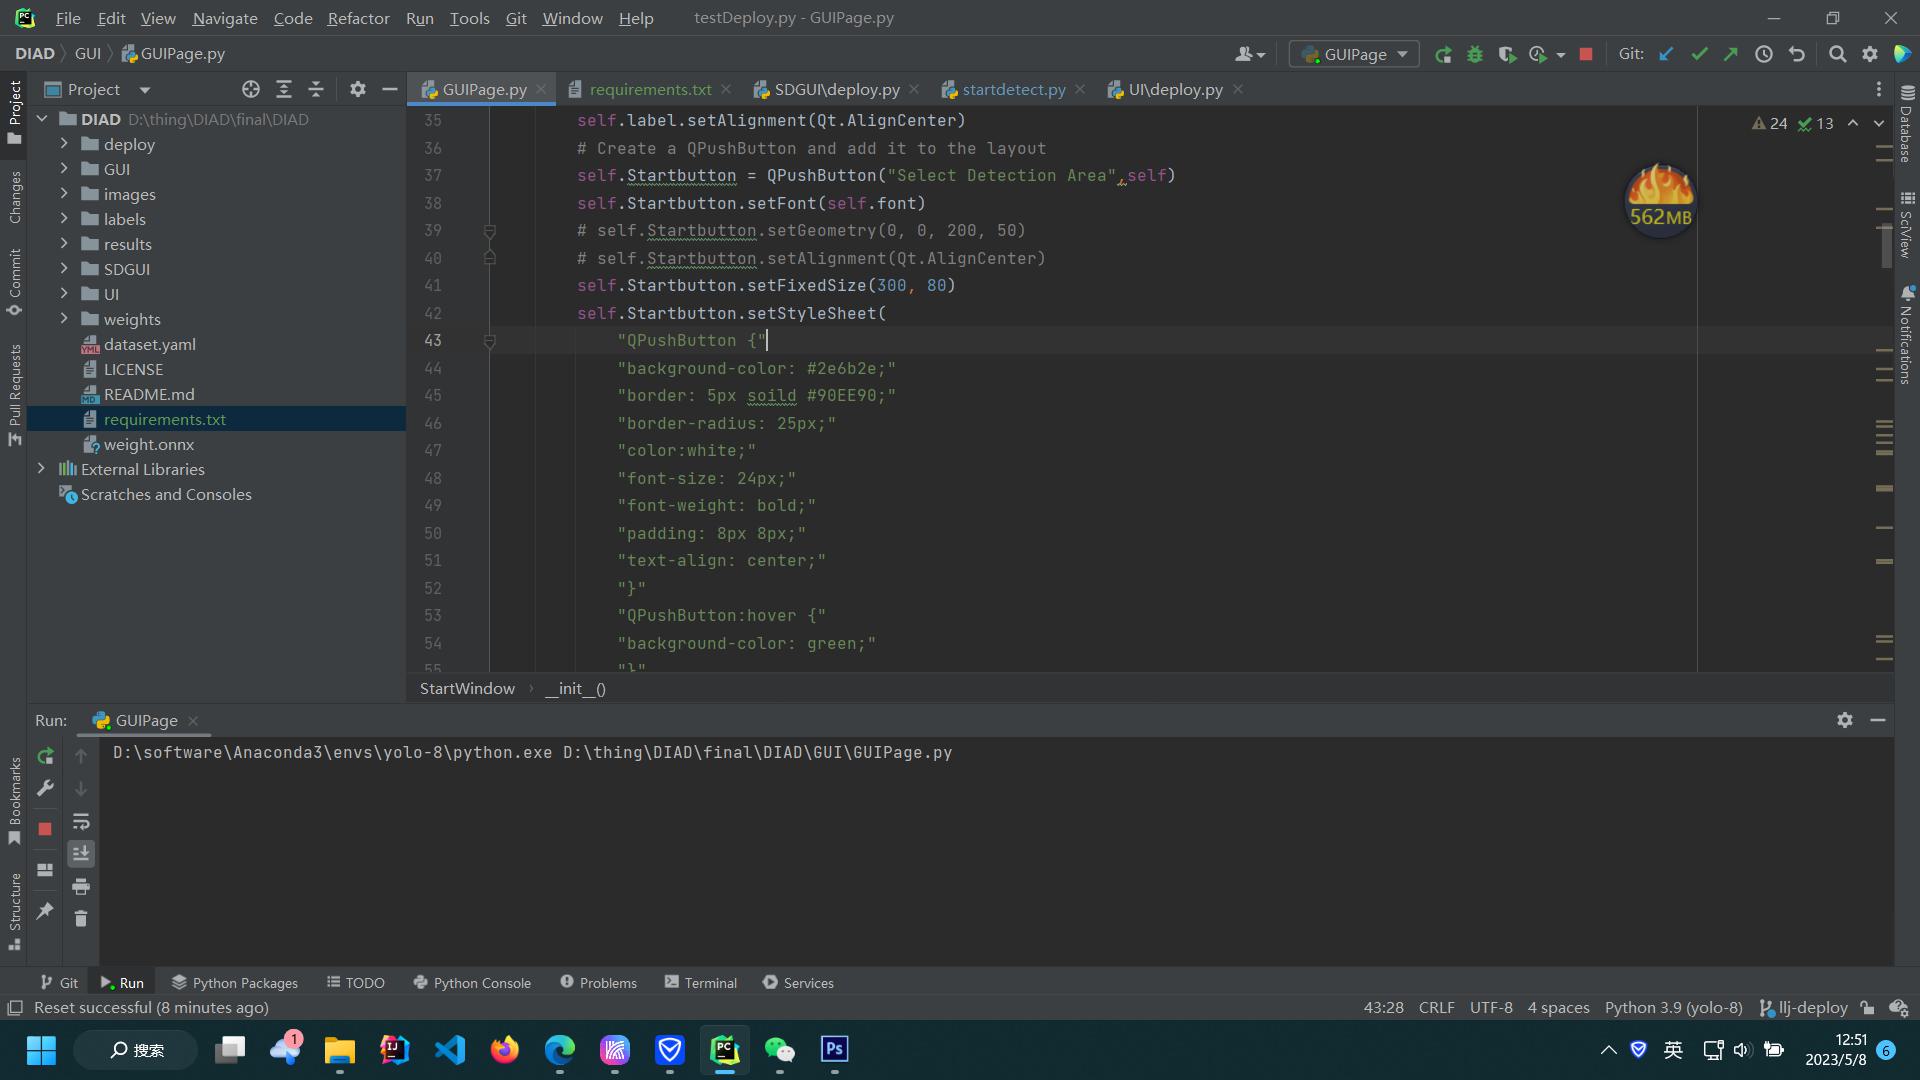 File Edit View Navigate Code Refactor Run Tools Git Window Help testDeploy.py - GUIPage.py
DIAD GUI GUIPage.py GUIPage Git:
Project GUIPage.py requirements.txt SDGUI\deploy.py startdetect.py UI\deploy.py
DIAD D:\thing\DIAD\final\DIAD
deploy
GUI
images
labels
results
SDGUI
UI
weights
dataset.yaml
LICENSE
README.md
requirements.txt
weight.onnx
External Libraries
Scratches and Consoles
Project
Changes
Commit
Pull Requests
Bookmarks
Structure
35 self.label.setAlignment(Qt.AlignCenter)
36 # Create a QPushButton and add it to the layout
37 self.Startbutton = QPushButton("Select Detection Area",self)
38 self.Startbutton.setFont(self.font)
39 # self.Startbutton.setGeometry(0, 0, 200, 50)
40 # self.Startbutton.setAlignment(Qt.AlignCenter)
41 self.Startbutton.setFixedSize(300, 80)
42 self.Startbutton.setStyleSheet(
43 "QPushButton {"
44 "background-color: #2e6b2e;"
45 "border: 5px soild #90EE90;"
46 "border-radius: 25px;"
47 "color:white;"
48 "font-size: 24px;"
49 "font-weight: bold;"
50 "padding: 8px 8px;"
51 "text-align: center;"
52 "}"
53 "QPushButton:hover {"
54 "background-color: green;"
55 "}"
24 13
562MB
Database
SciView
Notifications
StartWindow __init__()
Run: GUIPage
D:\software\Anaconda3\envs\yolo-8\python.exe D:\thing\DIAD\final\DIAD\GUI\GUIPage.py
Git Run Python Packages TODO Python Console Problems Terminal Services
Reset successful (8 minutes ago) 43:28 CRLF UTF-8 4 spaces Python 3.9 (yolo-8) llj-deploy
搜索 1 Ps 英 12:51
2023/5/8 6